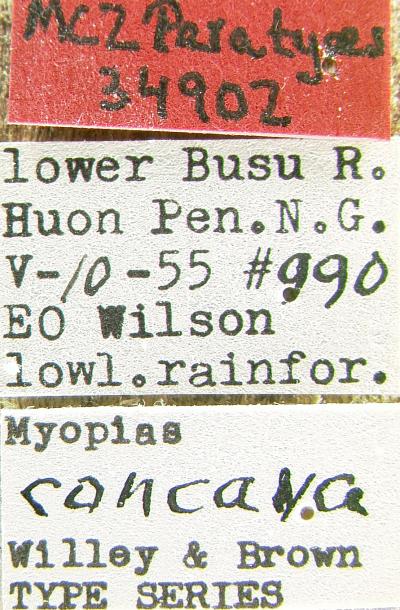 MCZ Paratypes
34902
lower Busu R.
Huon Pen.N.G.
V-10-55 #990
EO Wilson
lowl.rainfor.
Myopias
concava
Willey & Brown
TYPE SERIES